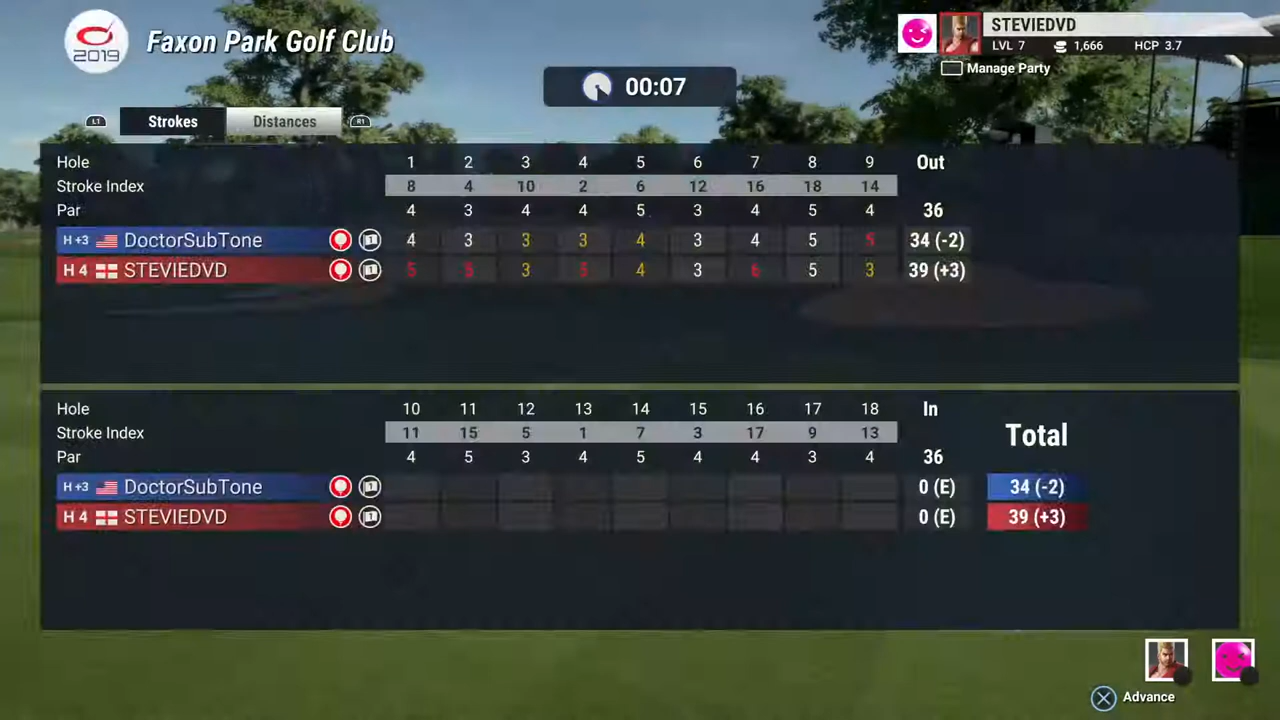 2019
Faxon Park Golf Club
STEVIEDVD
LVL 7 1,666 HCP 3.7
Manage Party
00:07
L1 Strokes Distances R1
Hole 1 2 3 4 5 6 7 8 9 Out
Stroke Index 8 4 10 2 6 12 16 18 14
Par 4 3 4 4 5 3 4 5 4 36
H +3 DoctorSubTone 1 4 3 3 3 4 3 4 5 5 34 (-2)
H 4 STEVIEDVD 1 5 5 3 5 4 3 6 5 3 39 (+3)
Hole 10 11 12 13 14 15 16 17 18 In
Stroke Index 11 15 5 1 7 3 17 9 13 Total
Par 4 5 3 4 5 4 4 3 4 36
H +3 DoctorSubTone 1 0 (E) 34 (-2)
H 4 STEVIEDVD 1 0 (E) 39 (+3)
Advance